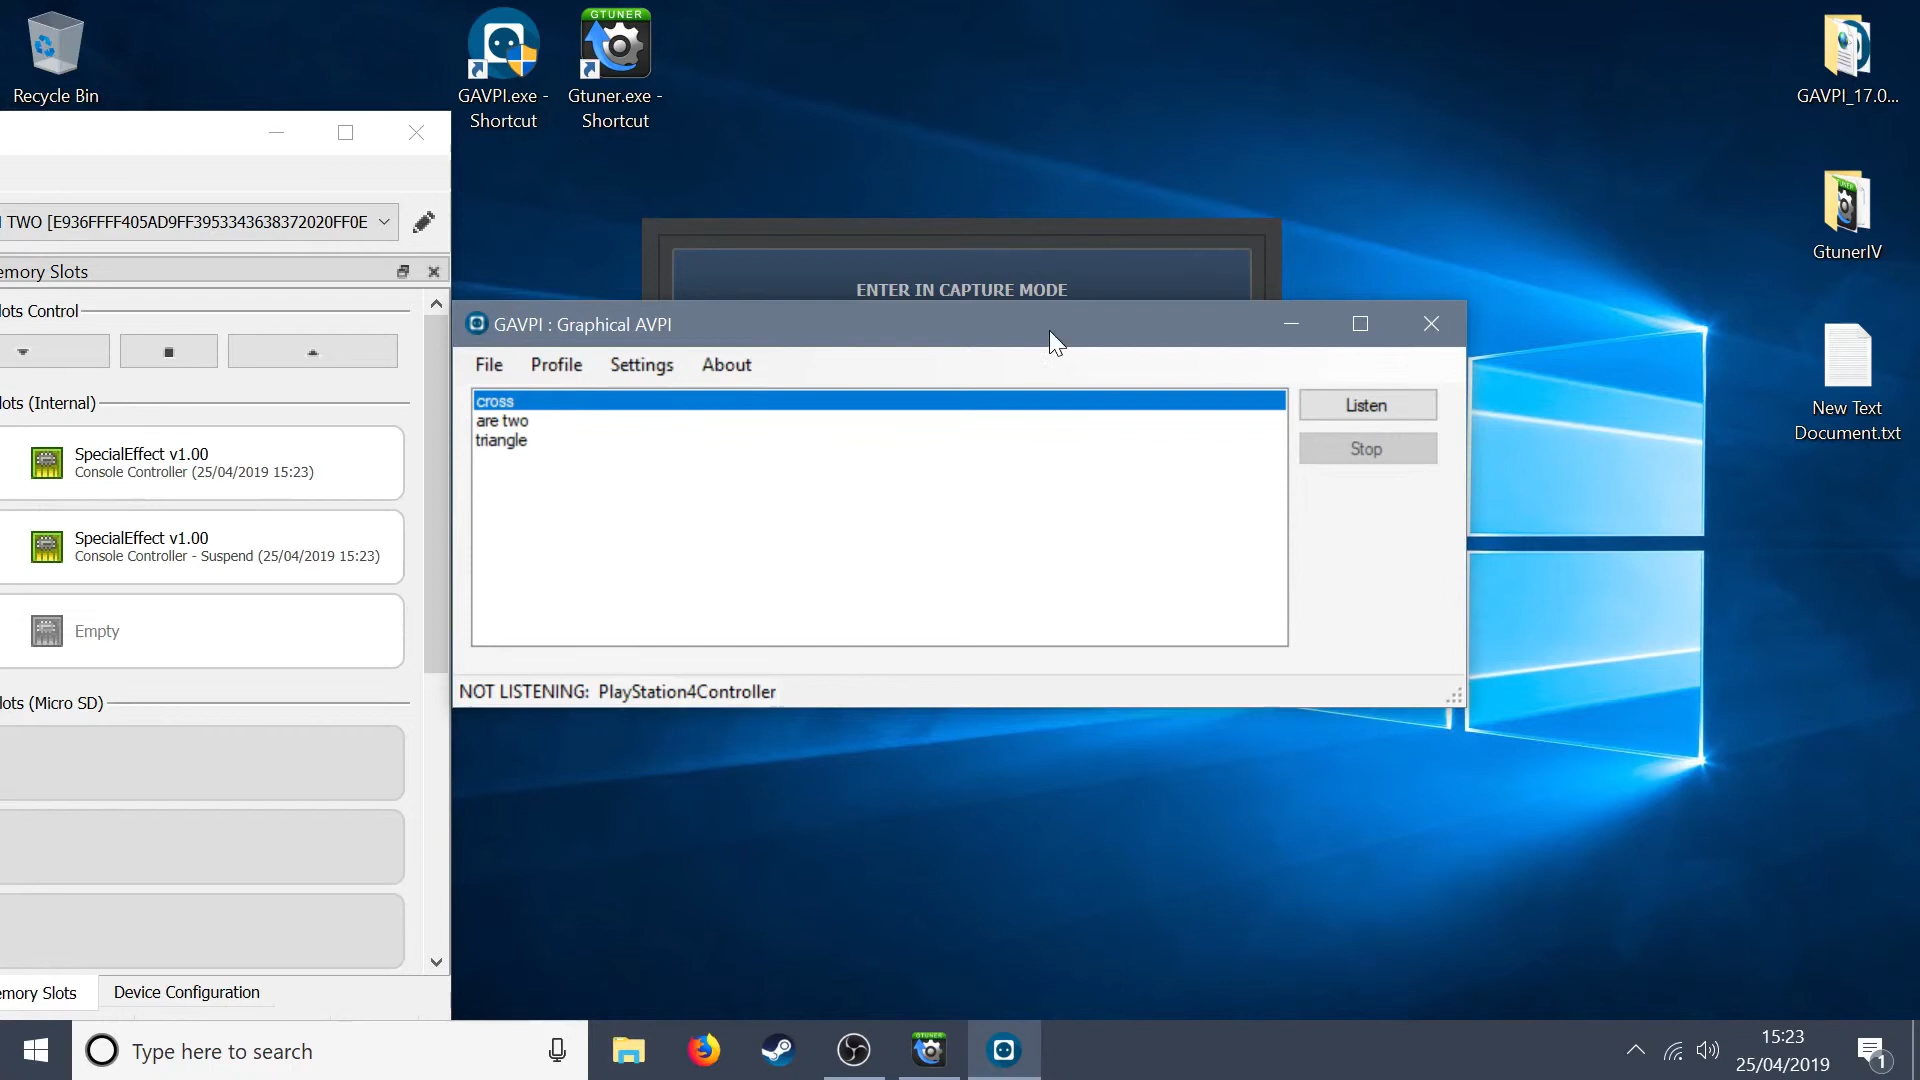 Recycle Bin
GTUNER
GAVPI.exe -
Shortcut
Gtuner.exe -
Shortcut
GAVPI_17.0...
GtunerIV
New Text
Document.txt
TWO [E936FFFF405AD9FF3953343638372020FF0E
emory Slots
lots Control
lots (Internal)
SpecialEffect v1.00
Console Controller (25/04/2019 15:23)
SpecialEffect v1.00
Console Controller - Suspend (25/04/2019 15:23)
Empty
lots (Micro SD)
emory Slots
Device Configuration
ENTER IN CAPTURE MODE
GAVPI : Graphical AVPI
File Profile Settings About
cross
are two
triangle
Listen
Stop
NOT LISTENING: PlayStation4Controller
Type here to search
GTUNER
15:23
25/04/2019
1